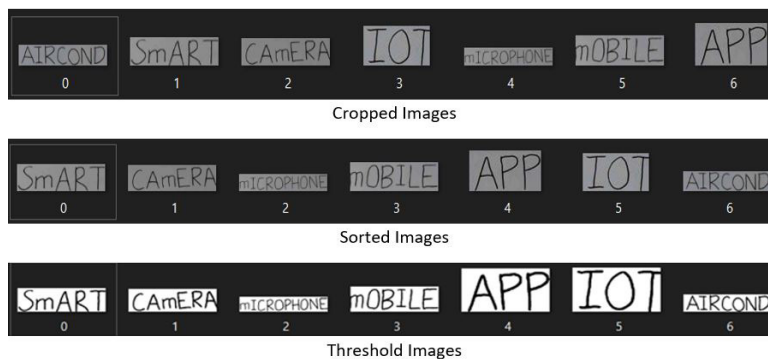 AIRCOND SmART CAmERA IOT mICROPHONE mOBILE APP
0 1 2 3 4 5 6
Cropped Images
SmART CAmERA mICROPHONE mOBILE APP IOT AIRCOND
0 1 2 3 4 5 6
Sorted Images
SmART CAmERA mICROPHONE mOBILE APP IOT AIRCOND
0 1 2 3 4 5 6
Threshold Images